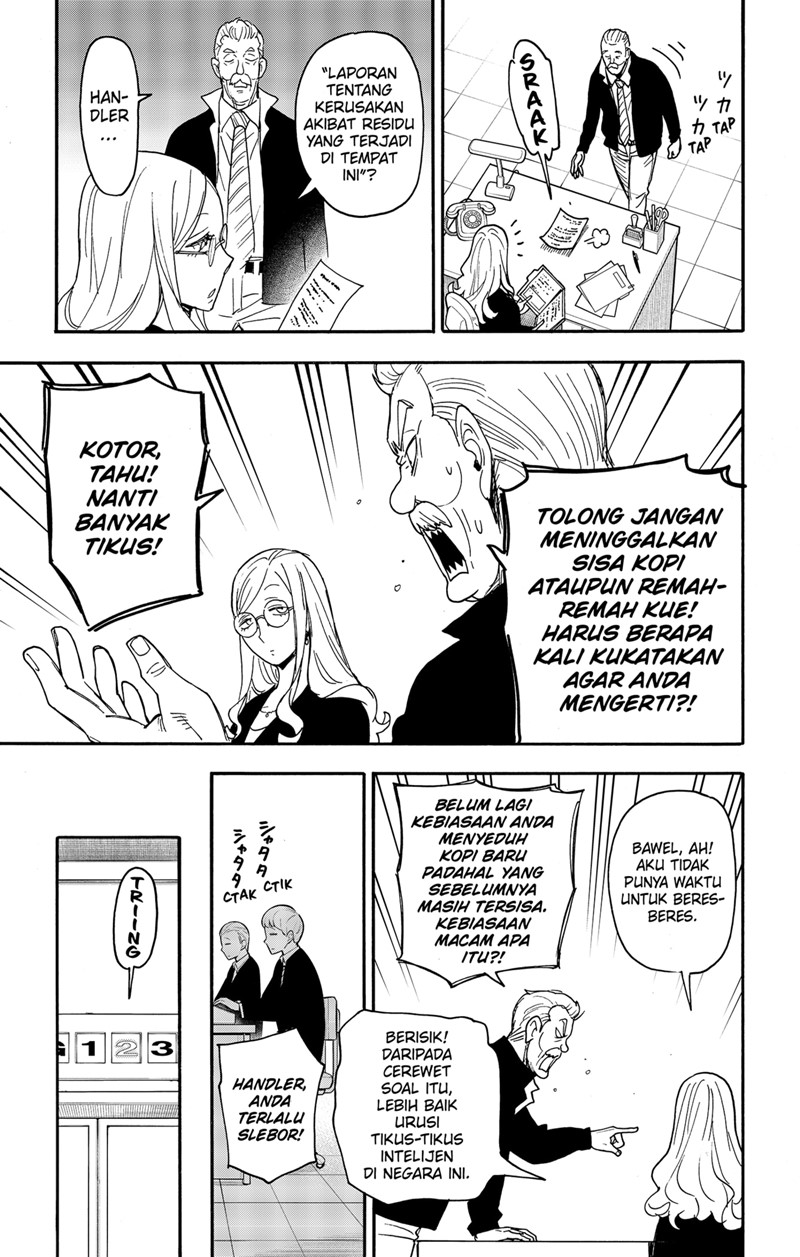 SRAAK
ツカ
TAP
ツカ
TAP
"LAPORAN
TENTANG
KERUSAKAN
AKIBAT RESIDU
YANG TERJADI
DI TEMPAT
INI"?
HAN-
DLER
...
TOLONG JANGAN
MENINGGALKAN
SISA KOPI
ATAUPUN REMAH-
REMAH KUE!
HARUS BERAPA
KALI KUKATAKAN
AGAR ANDA
MENGERTI?!
KOTOR,
TAHU!
NANTI
BANYAK
TIKUS!
BAWEL, AH!
AKU TIDAK
PUNYA WAKTU
UNTUK BERES-
BERES.
BELUM LAGI
KEBIASAAN ANDA
MENYEDUH
KOPI BARU
PADAHAL YANG
SEBELUMNYA
MASIH TERSISA.
KEBIASAAN
MACAM APA
ITU?!
BERISIK!
DARIPADA
CEREWET
SOAL ITU,
LEBIH BAIK
URUSI
TIKUS-TIKUS
INTELIJEN
DI NEGARA INI.
シャタタ
CTIK
シャタタ
CTAK
HANDLER,
ANDA
TERLALU
SLEBOR!
TRIING
G123